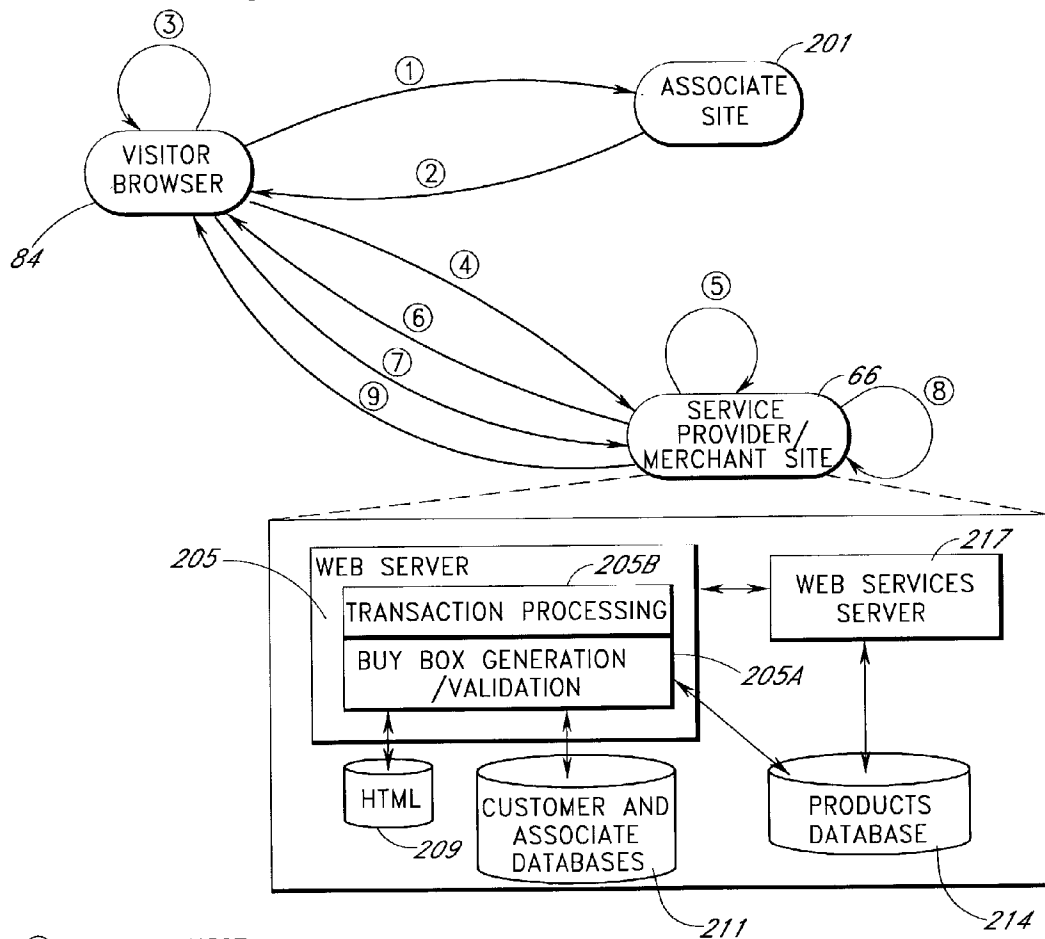 ③
①
201
ASSOCIATE
SITE
VISITOR
BROWSER
②
84
④
⑤
⑥
66
⑧
⑦
SERVICE
PROVIDER/
MERCHANT SITE
⑨
205
WEB SERVER
205B
217
TRANSACTION PROCESSING
WEB SERVICES
SERVER
BUY BOX GENERATION
/VALIDATION
205A
HTML
CUSTOMER AND
ASSOCIATE
DATABASES
PRODUCTS
DATABASE
209
211
214